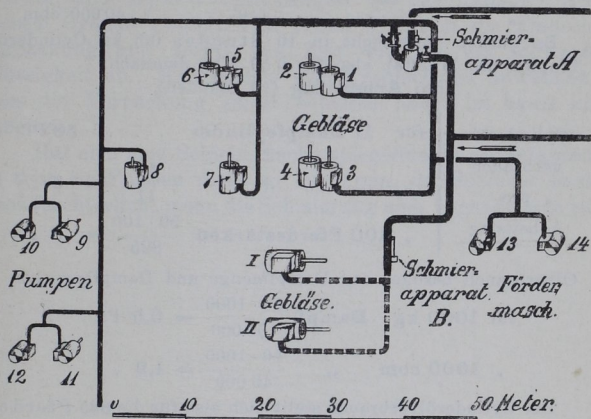 Schmier-
apparat A
5
6
2
1
Gebläse
7
4
3
8
10
9
13
14
Pumpen
I
Gebläse.
II
Schmier-
apparat
B.
Förder
masch.
12
11
0 10 20 30 40 50 Meter.